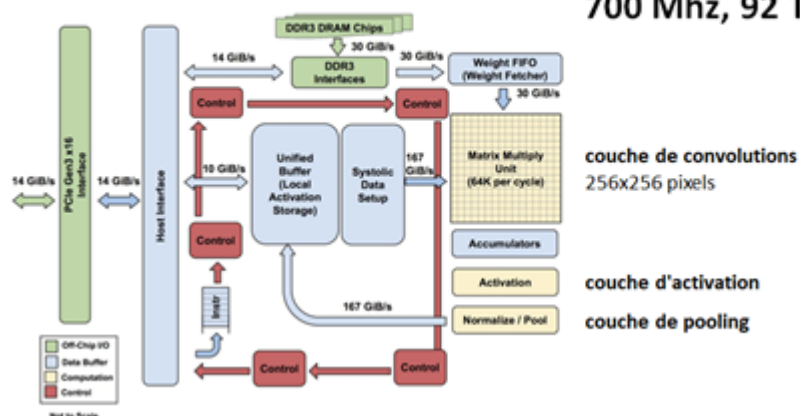 700 Mhz, 92 T
DDR3 DRAM Chips
30 GiB/s
14 GiB/s
DDR3
Interfaces
30 GiB/s
Weight FIFO
(Weight Fetcher)
30 GiB/s
Control
Control
PCIe Gen3 x16
Interface
Host Interface
14 GiB/s
14 GiB/s
10 GiB/s
Unified
Buffer
(Local
Activation
Storage)
Systolic
Data
Setup
167
GiB/s
Matrix Multiply
Unit
(64K per cycle)
couche de convolutions
256x256 pixels
Control
Accumulators
Activation
couche d'activation
Instr
167 GiB/s
Normalize / Pool
couche de pooling
Control
Control
Off-Chip I/O
Data Buffer
Computation
Control
Not to Scale